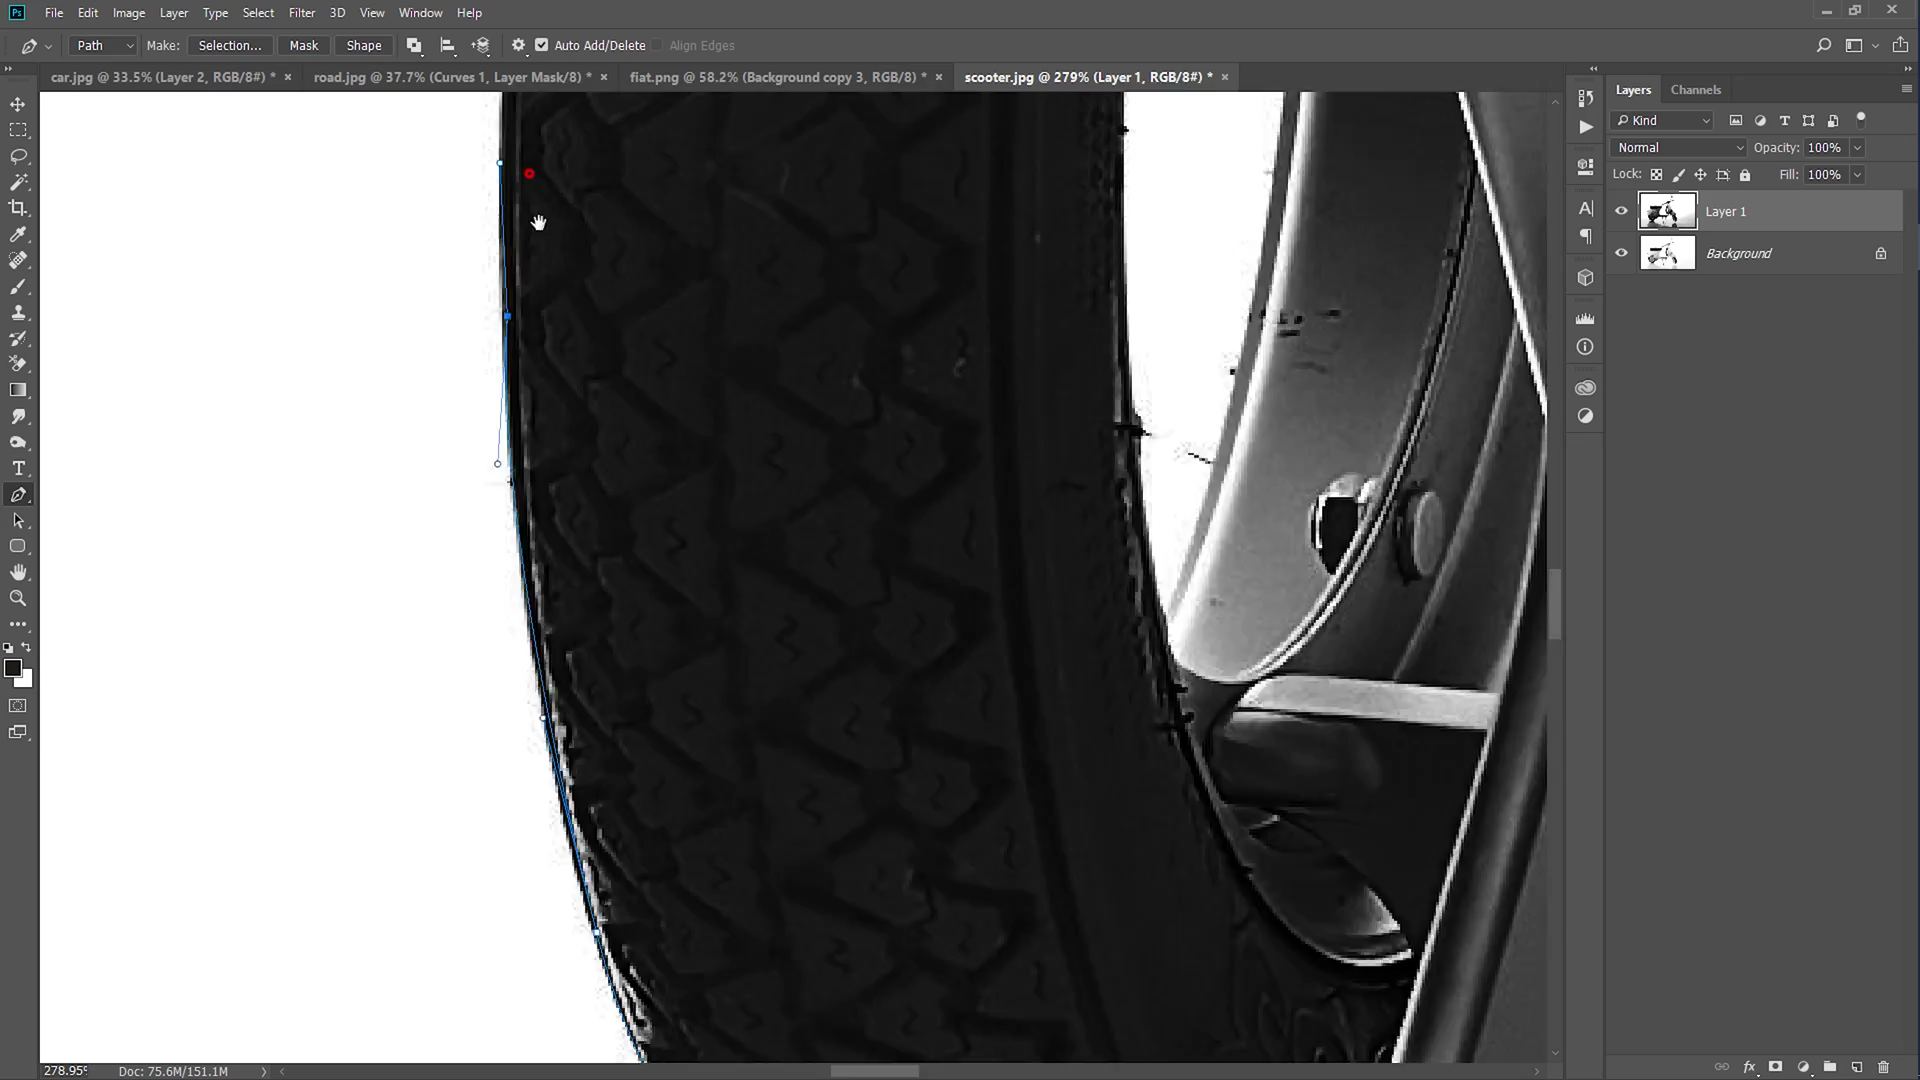 Ps File Edit Image Layer Type Select Filter 3D View Window Help
Path Make: Selection... Mask Shape Auto Add/Delete Align Edges
car.jpg @ 33.5% (Layer 2, RGB/8#) * × road.jpg @ 37.7% (Curves 1, Layer Mask/8) * × fiat.png @ 58.2% (Background copy 3, RGB/8) * × scooter.jpg @ 279% (Layer 1, RGB/8#) * ×
Layers Channels
Kind
Normal Opacity: 100%
Lock: Fill: 100%
Layer 1
Background
278.95% Doc: 75.6M/151.1M